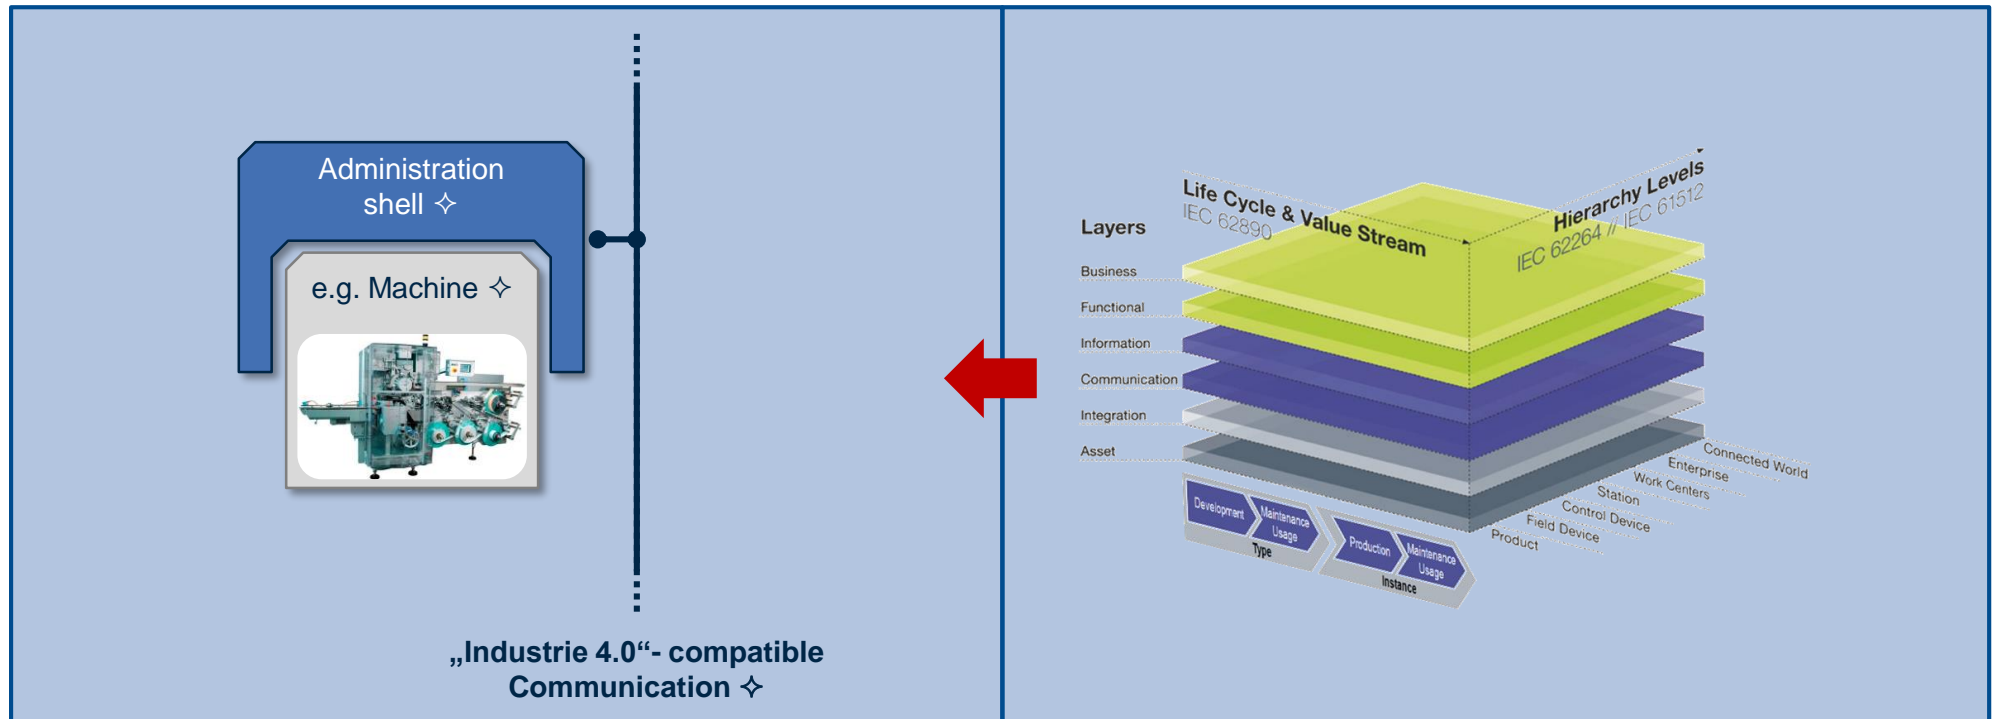 Administration
shell ✧
e.g. Machine ✧
„Industrie 4.0“- compatible
Communication ✧
Life Cycle & Value Stream
IEC 62890
Hierarchy Levels
IEC 62264 // IEC 61512
Layers
Business
Functional
Information
Communication
Integration
Asset
Connected World
Enterprise
Work Centers
Station
Control Device
Field Device
Product
Development
Maintenance
Usage
Type
Production
Maintenance
Usage
Instance